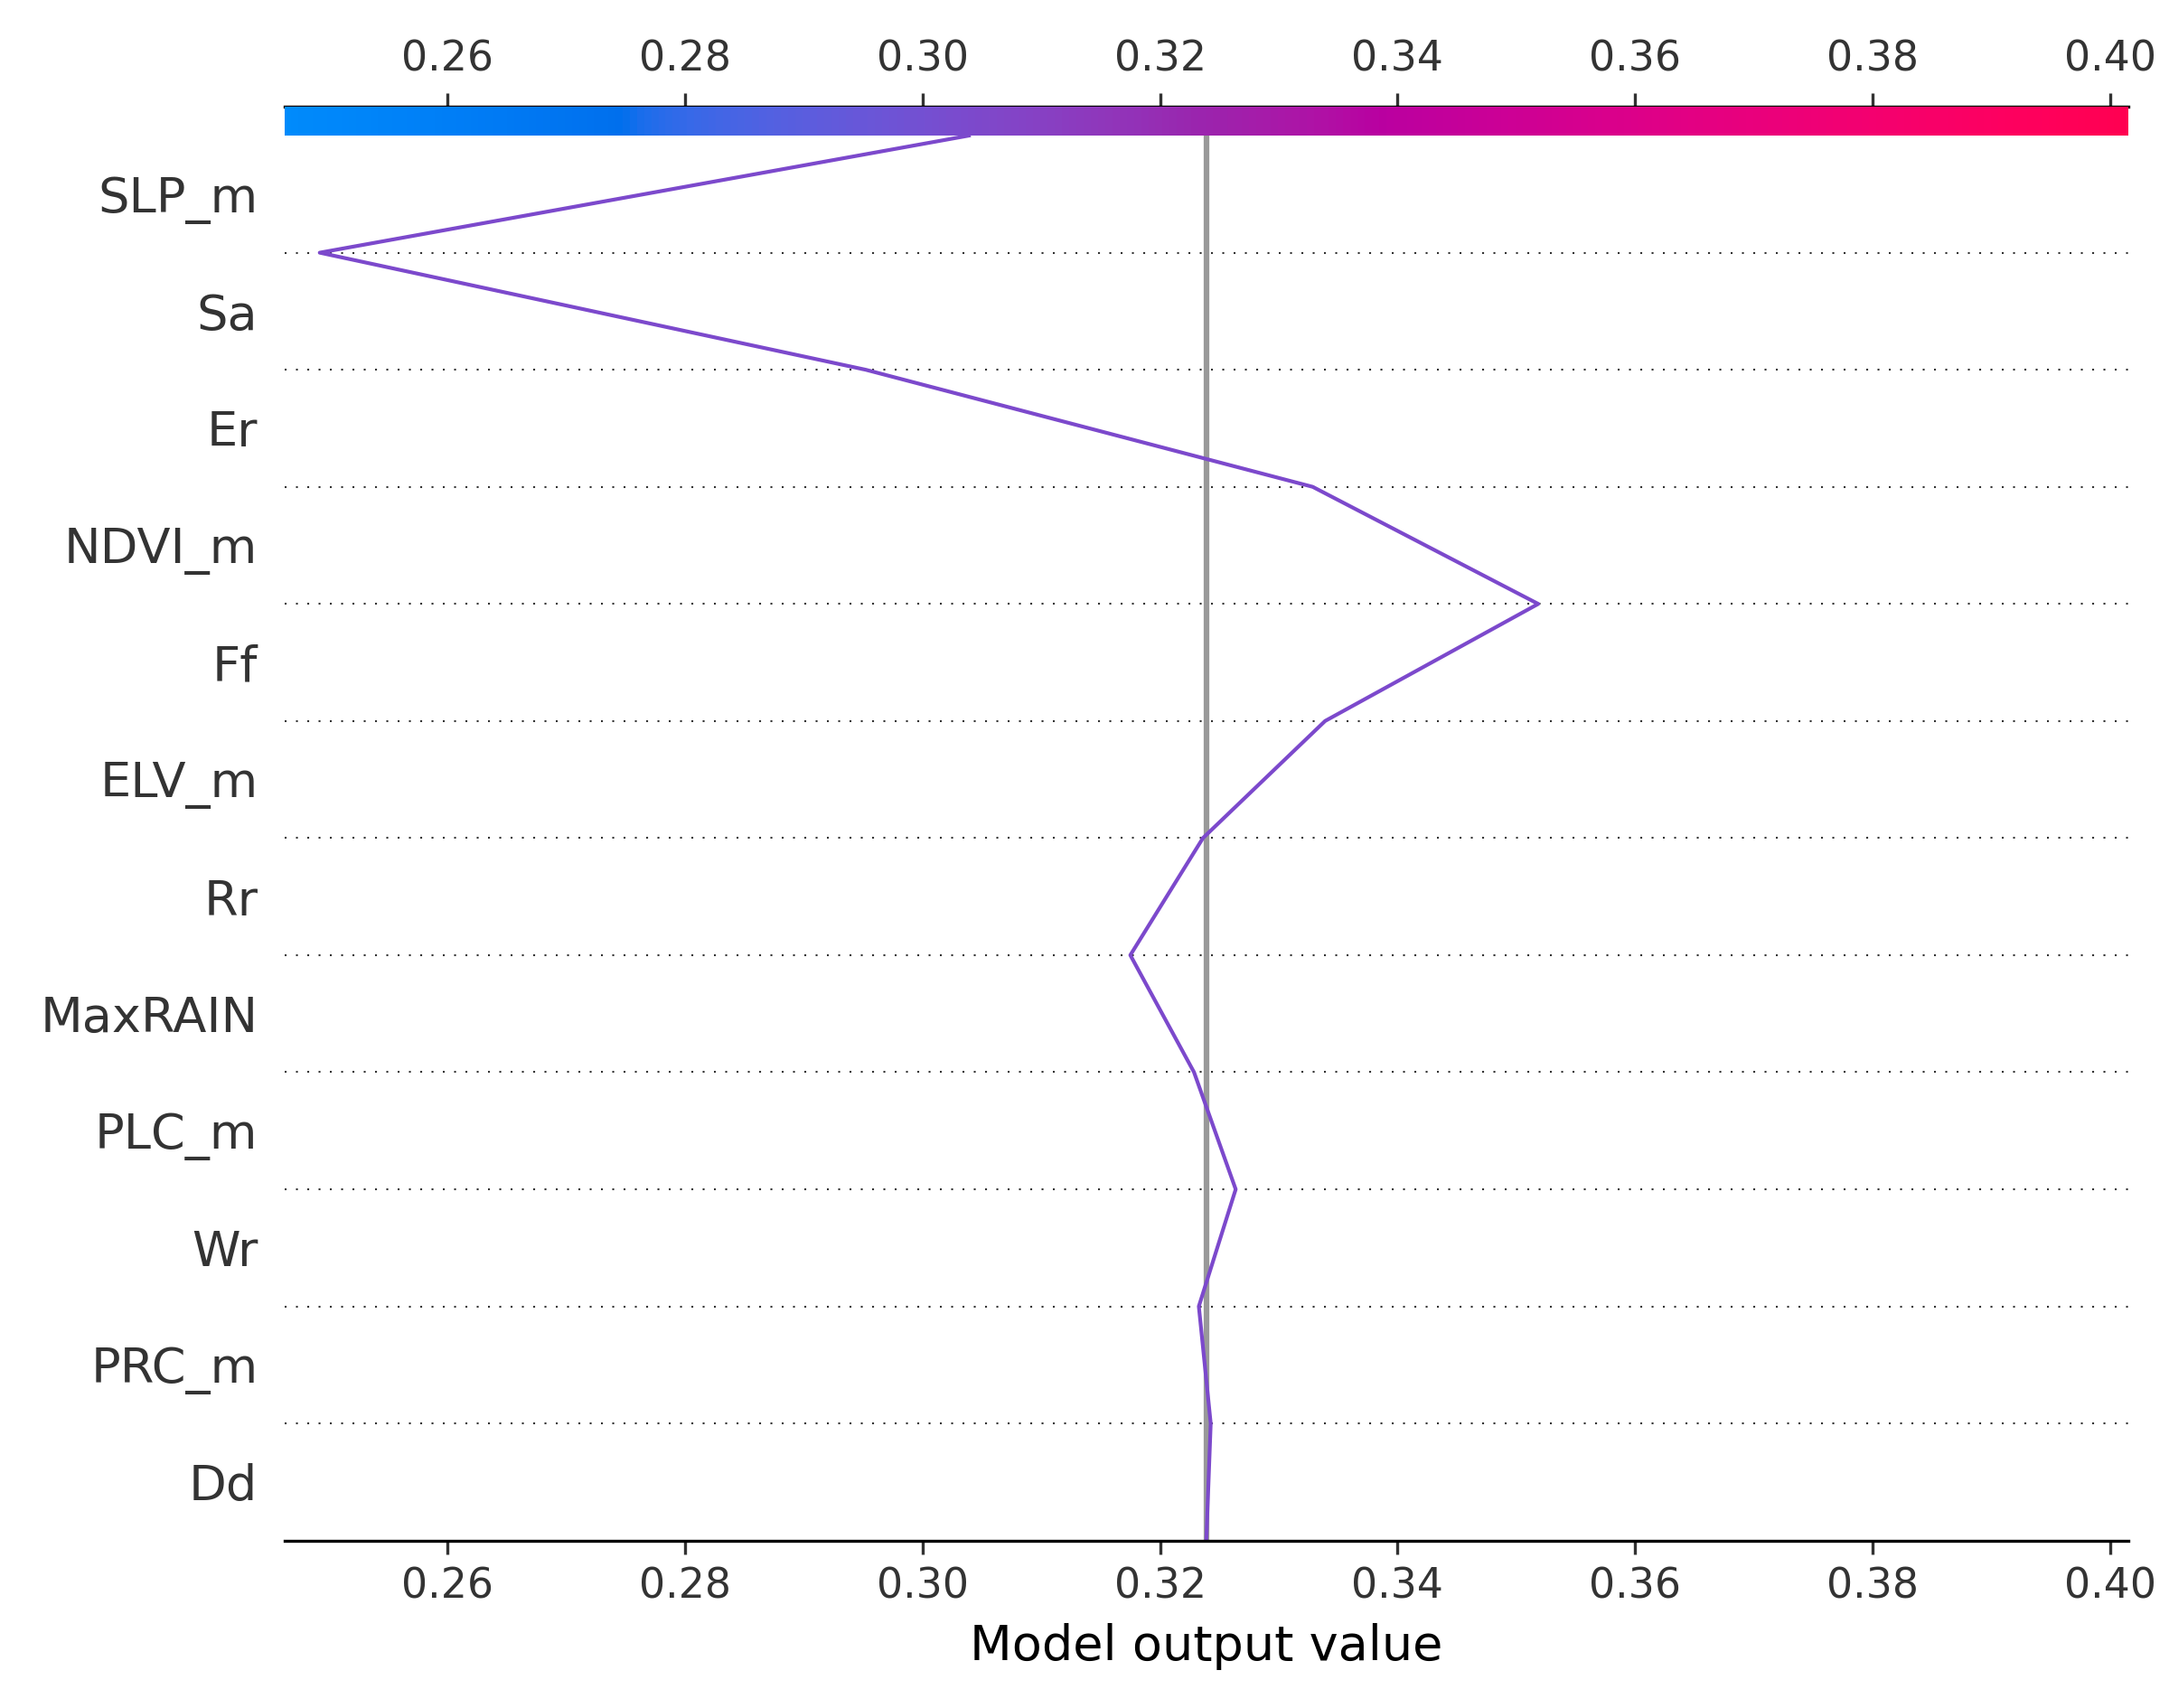 0.26 0.28 0.30 0.32 0.34 0.36 0.38 0.40
SLP_m
Sa
Er
NDVI_m
Ff
ELV_m
Rr
MaxRAIN
PLC_m
Wr
PRC_m
Dd
0.26 0.28 0.30 0.32 0.34 0.36 0.38 0.40
Model output value